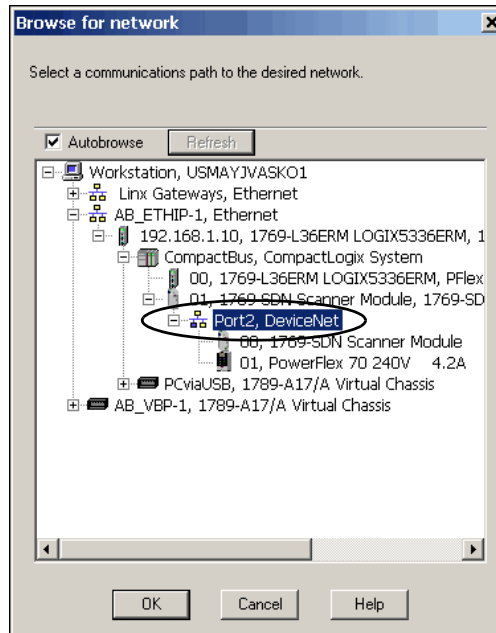 Browse for network
Select a communications path to the desired network.
Autobrowse Refresh
Workstation, USMAYJVASKO1
Linx Gateways, Ethernet
AB_ETHIP-1, Ethernet
192.168.1.10, 1769-L36ERM LOGIX5336ERM, 1
CompactBus, CompactLogix System
00, 1769-L36ERM LOGIX5336ERM, PFlex
01, 1769-SDN Scanner Module, 1769-SD
Port2, DeviceNet
00, 1769-SDN Scanner Module
01, PowerFlex 70 240V 4.2A
PCviaUSB, 1789-A17/A Virtual Chassis
AB_VBP-1, 1789-A17/A Virtual Chassis
OK Cancel Help